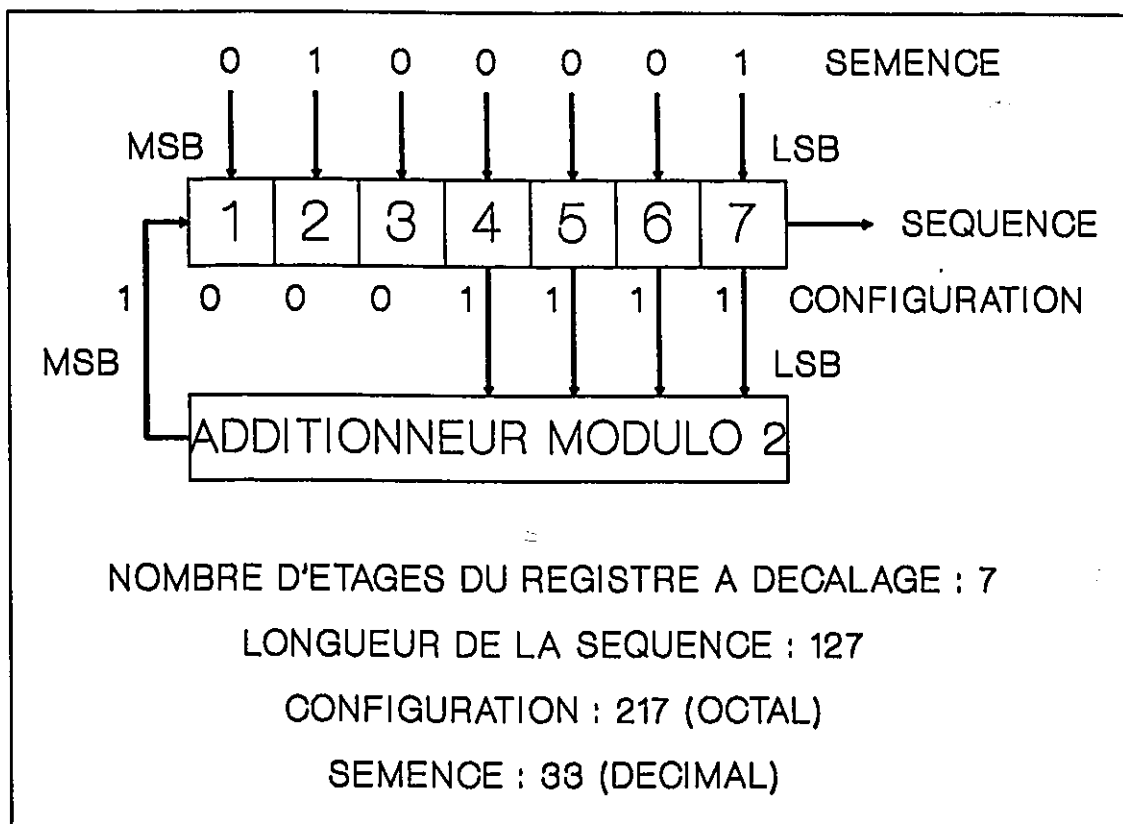 0 1 0 0 0 0 1 SEMENCE
MSB LSB
1 2 3 4 5 6 7 SEQUENCE
1 0 0 0 1 1 1 1 CONFIGURATION
MSB LSB
ADDITIONNEUR MODULO 2
NOMBRE D'ETAGES DU REGISTRE A DECALAGE : 7
LONGUEUR DE LA SEQUENCE : 127
CONFIGURATION : 217 (OCTAL)
SEMENCE : 33 (DECIMAL)